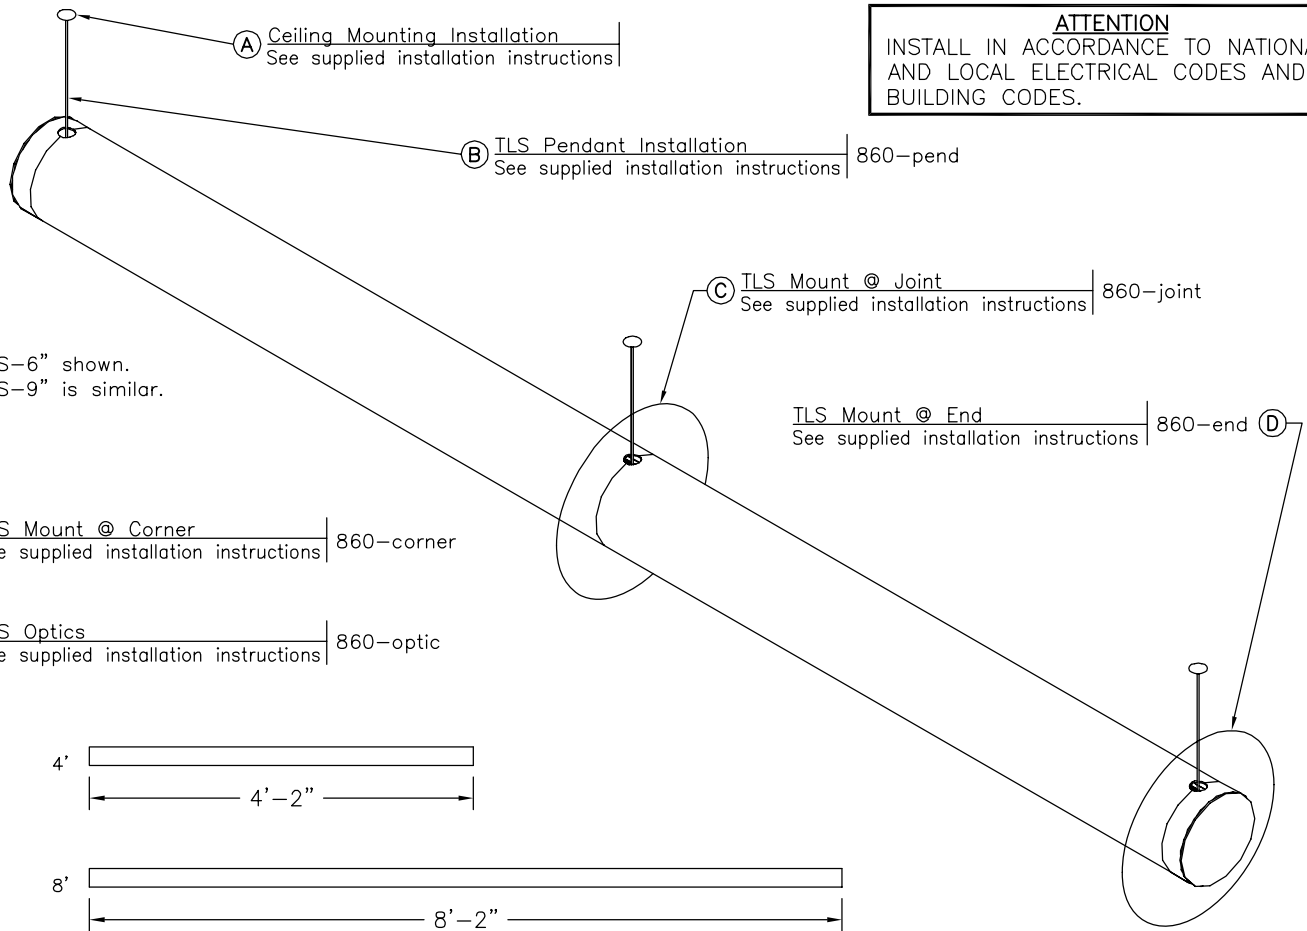 ATTENTION
INSTALL IN ACCORDANCE TO NATIONA
AND LOCAL ELECTRICAL CODES AND
BUILDING CODES.
A Ceiling Mounting Installation
See supplied installation instructions
B TLS Pendant Installation
See supplied installation instructions
860-pend
C TLS Mount @ Joint
See supplied installation instructions
860-joint
S-6" shown.
S-9" is similar.
TLS Mount @ End
See supplied installation instructions
860-end D
S Mount @ Corner
e supplied installation instructions
860-corner
S Optics
e supplied installation instructions
860-optic
4'
4'-2"
8'
8'-2"